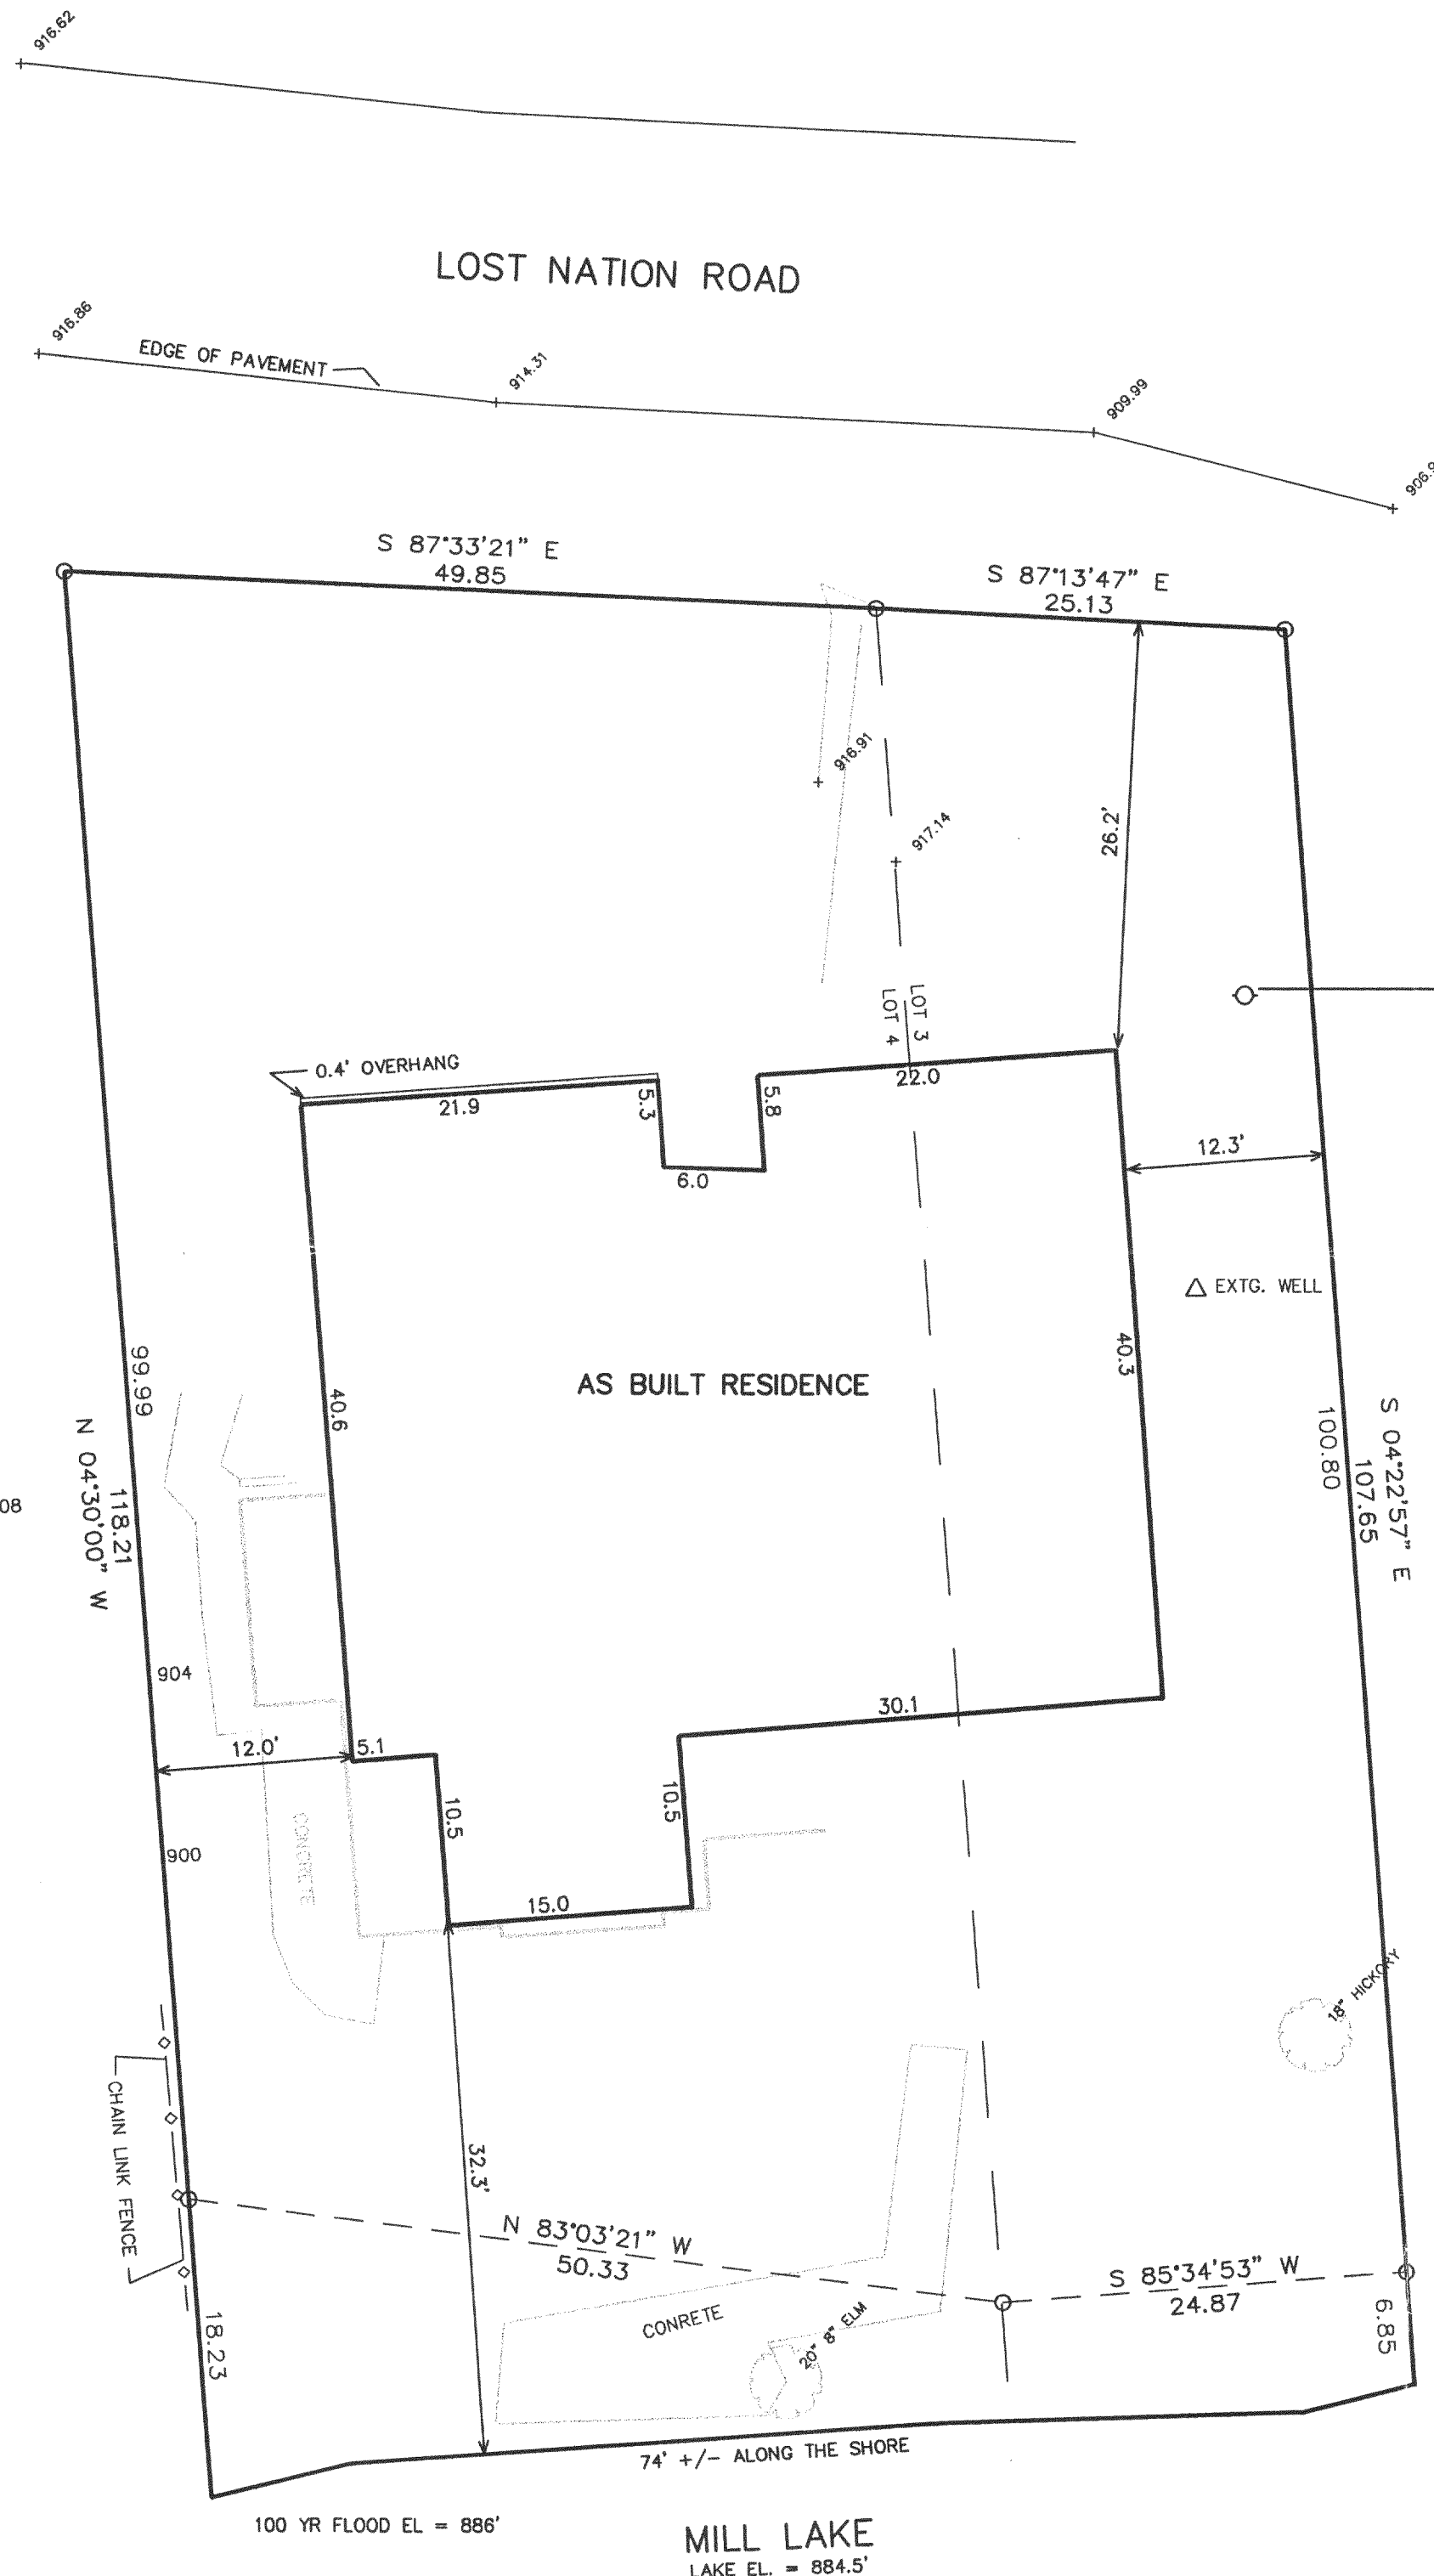 916.62
LOST NATION ROAD
916.86
EDGE OF PAVEMENT
914.31
909.99
906.9
S 87°33'21" E
49.85
S 87°13'47" E
25.13
916.91
917.14
26.2'
LOT 3
LOT 4
0.4' OVERHANG
21.9
5.3
5.8
22.0
6.0
12.3'
EXTG. WELL
40.3
AS BUILT RESIDENCE
99.99
40.6
118.21
N 04°30'00" W
08
100.80
107.65
S 04°22'57" E
904
30.1
12.0'
5.1
10.5
10.5
900
CONCRETE
15.0
18" HICKORY
CHAIN LINK FENCE
32.3'
N 83°03'21" W
50.33
S 85°34'53" W
24.87
CONRETE
20" 8" ELM
18.23
6.85
74' +/- ALONG THE SHORE
100 YR FLOOD EL = 886'
MILL LAKE
LAKE EL. = 884.5'